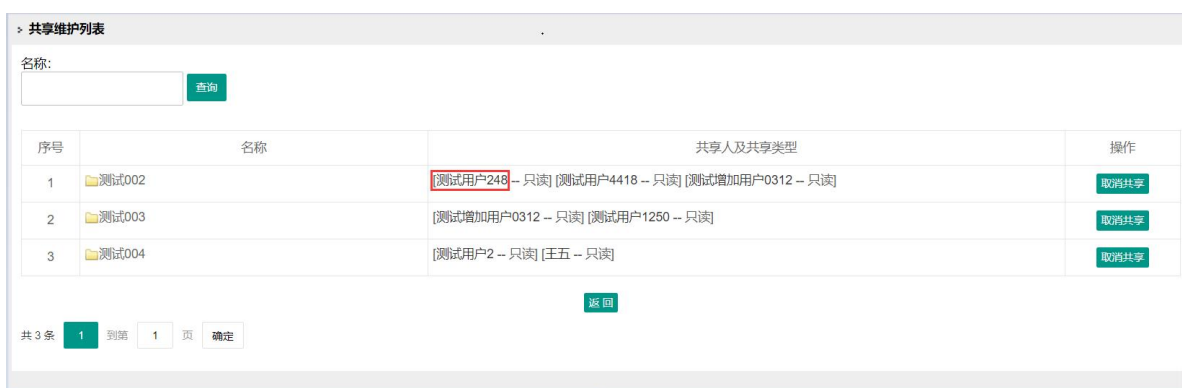 共享维护列表
名称:
查询
序号 名称 共享人及共享类型 操作
1 测试002 [测试用户248 -- 只读] [测试用户4418 -- 只读] [测试增加用户0312 -- 只读] 取消共享
2 测试003 [测试增加用户0312 -- 只读] [测试用户1250 -- 只读] 取消共享
3 测试004 [测试用户2 -- 只读] [王五 -- 只读] 取消共享
返回
共 3 条 1 到第 1 页 确定